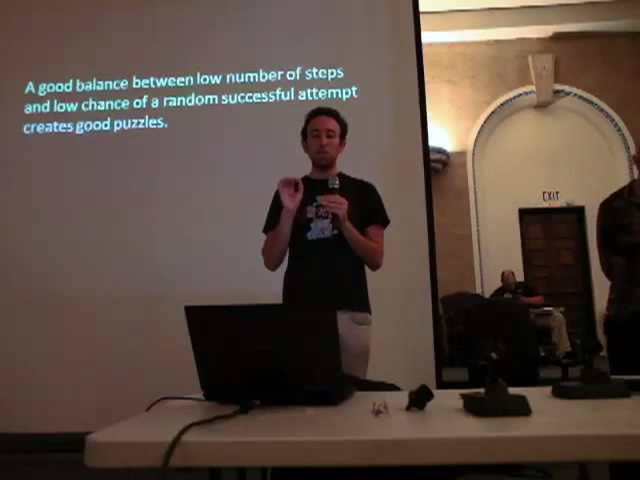 A good balance between low number of steps
and low chance of a random successful attempt
creates good puzzles.
EXIT